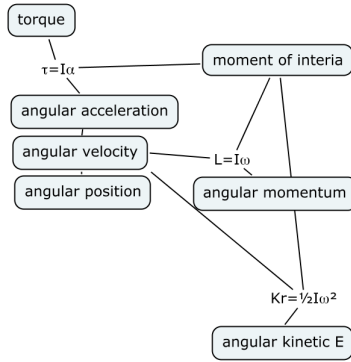 torque
τ=Iα
moment of interia
angular acceleration
angular velocity
L=Iω
angular position
angular momentum
Kr=½Iω²
angular kinetic E